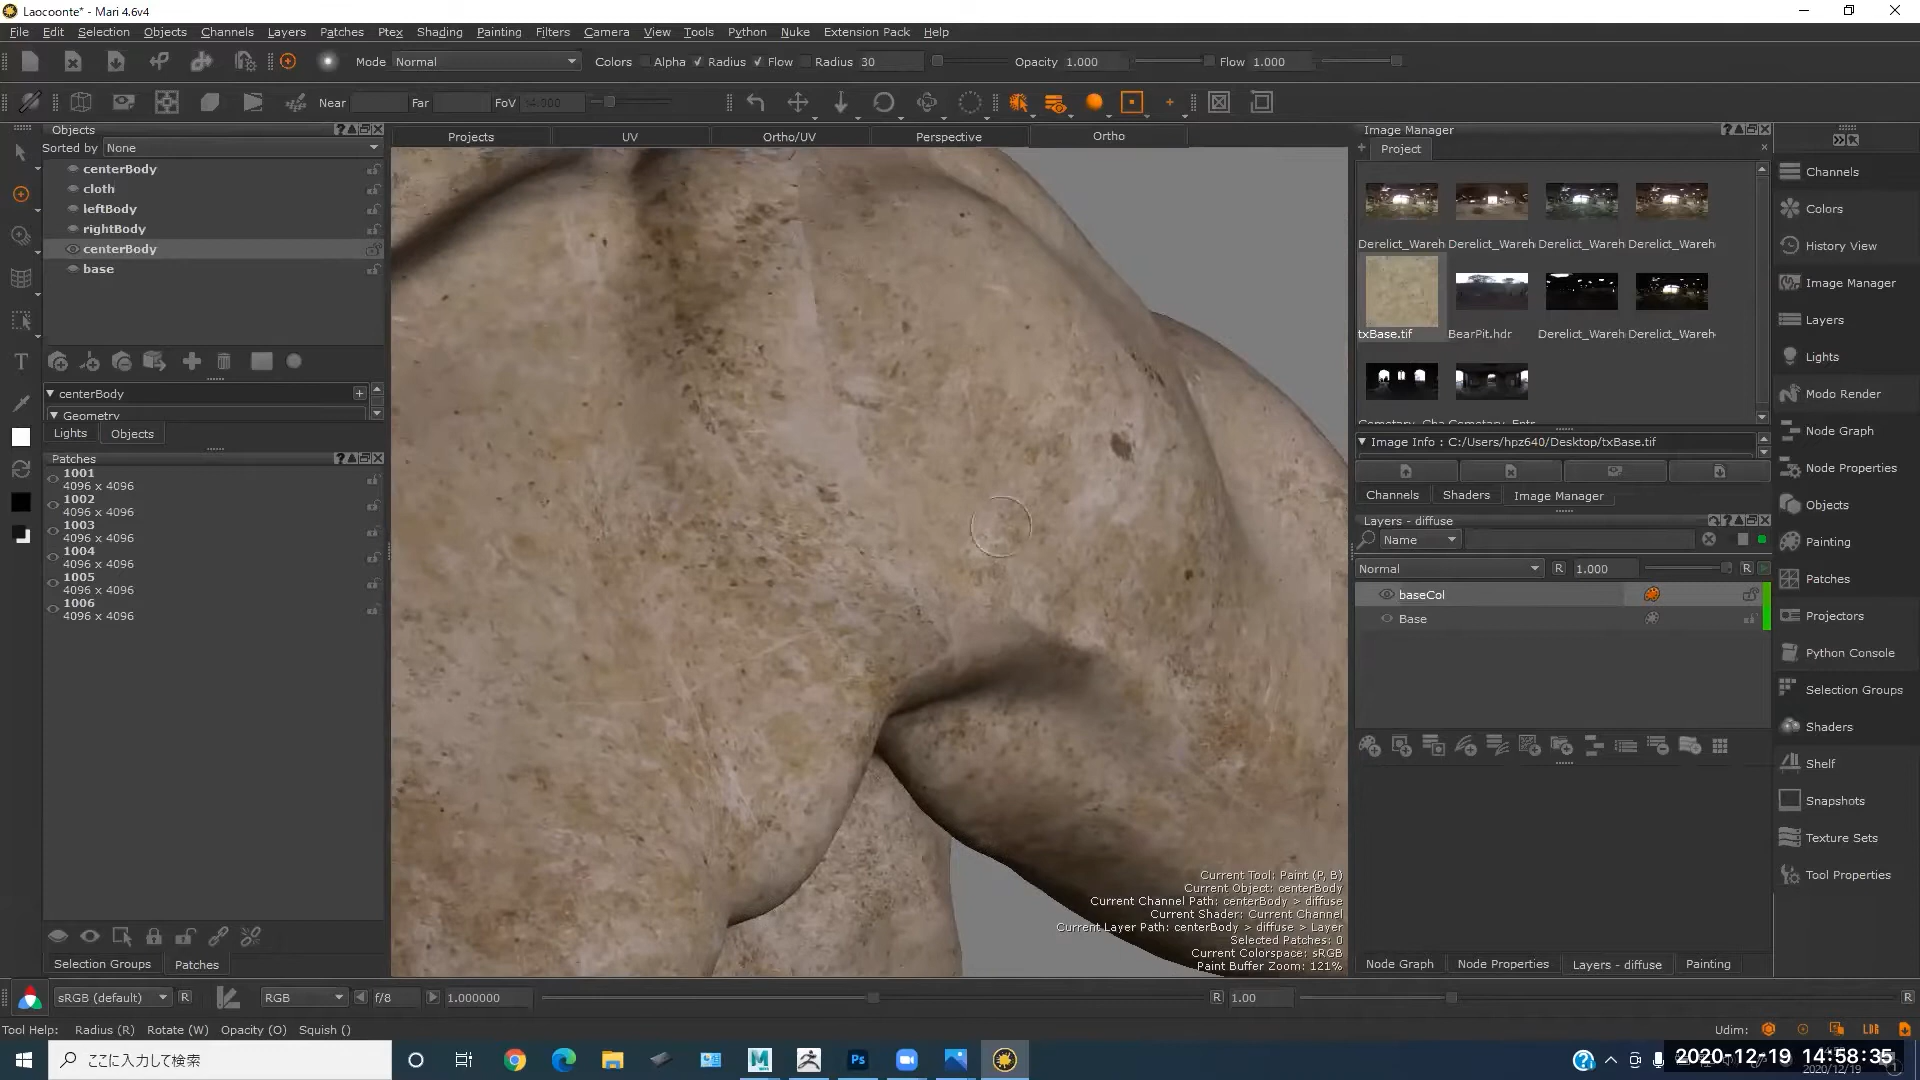 Laocoonte* - Mari 4.6v4
File Edit Selection Objects Channels Layers Patches Ptex Shading Painting Filters Camera View Tools Python Nuke Extension Pack Help
Mode Normal Colors Alpha Radius Flow Radius 30 Opacity 1.000 Flow 1.000
Near Far FoV
Objects
Sorted by None
centerBody
cloth
leftBody
rightBody
centerBody
base
centerBody
Geometry
Lights Objects
Patches
1001
4096 x 4096
1002
4096 x 4096
1003
4096 x 4096
1004
4096 x 4096
1005
4096 x 4096
1006
4096 x 4096
Selection Groups Patches
Projects UV Ortho/UV Perspective Ortho
Current Tool: Paint (P, B)
Current Object: centerBody
Current Channel Path: centerBody > diffuse
Current Shader: Current Channel
Current Layer Path: centerBody > diffuse > Layer
Selected Patches: 0
Current Colorspace: sRGB
Paint Buffer Zoom: 121%
Image Manager
Project
Derelict_Wareh Derelict_Wareh Derelict_Wareh Derelict_Wareh
txBase.tif BearPit.hdr Derelict_Wareh Derelict_Wareh
Image Info : C:/Users/hpz640/Desktop/txBase.tif
Channels Shaders Image Manager
Layers - diffuse
Name
Normal R 1.000 R
baseCol
Base
Node Graph Node Properties Layers - diffuse Painting
Channels
Colors
History View
Image Manager
Layers
Lights
Modo Render
Node Graph
Node Properties
Objects
Painting
Patches
Projectors
Python Console
Selection Groups
Shaders
Shelf
Snapshots
Texture Sets
Tool Properties
sRGB (default) R RGB f/8 1.000000 R 1.00 R
Tool Help: Radius (R) Rotate (W) Opacity (O) Squish ()
Udim:
ここに入力して検索
2020-12-19 14:58:35
2020/12/19